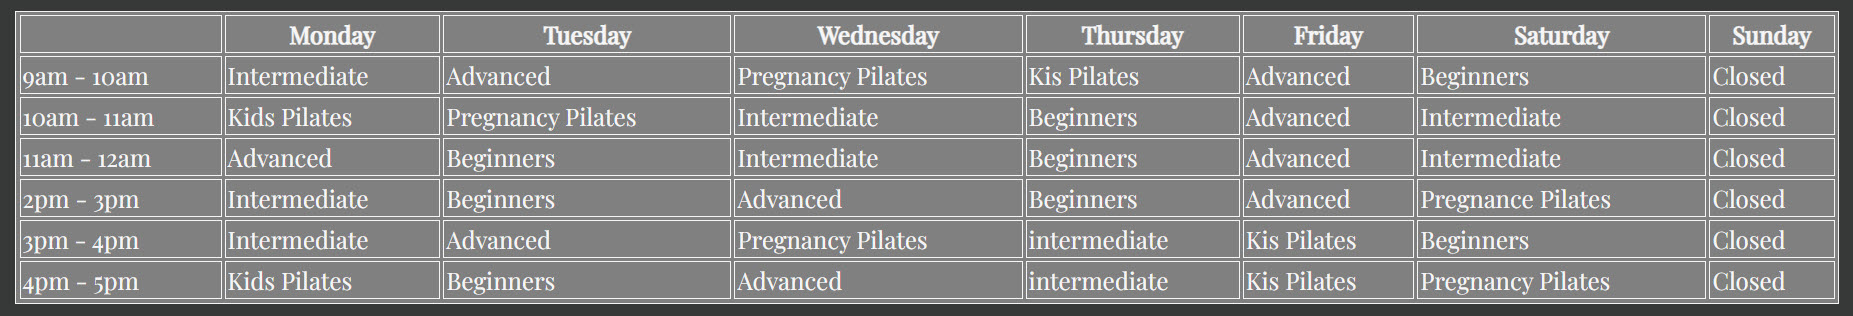 Monday Tuesday Wednesday Thursday Friday Saturday Sunday
9am - 10am Intermediate Advanced Pregnancy Pilates Kis Pilates Advanced Beginners Closed
10am - 11am Kids Pilates Pregnancy Pilates Intermediate Beginners Advanced Intermediate Closed
11am - 12am Advanced Beginners Intermediate Beginners Advanced Intermediate Closed
2pm - 3pm Intermediate Beginners Advanced Beginners Advanced Pregnance Pilates Closed
3pm - 4pm Intermediate Advanced Pregnancy Pilates intermediate Kis Pilates Beginners Closed
4pm - 5pm Kids Pilates Beginners Advanced intermediate Kis Pilates Pregnancy Pilates Closed